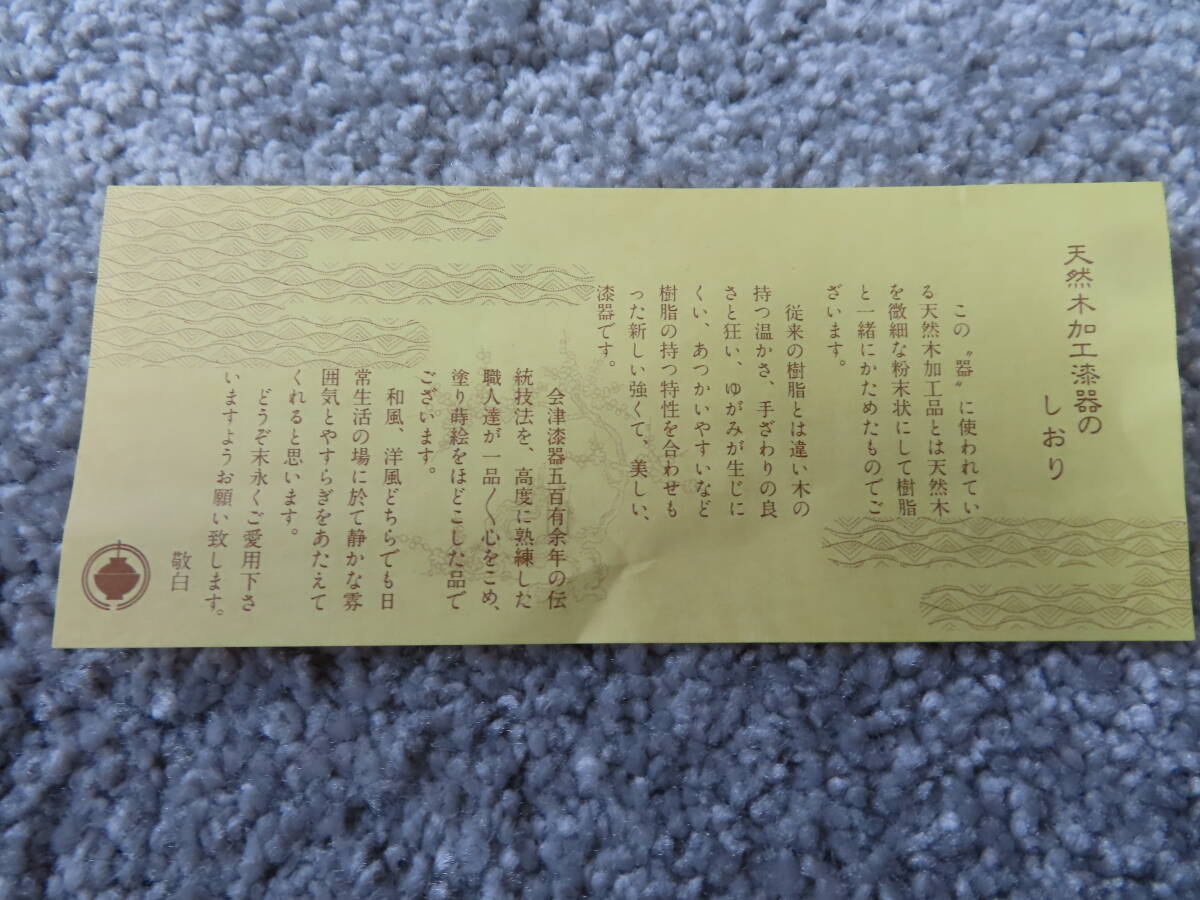 天然木加工漆器の
しおり
この〝器〟に使われてい
る天然木加工品とは天然木
を微細な粉末状にして樹脂
と一緒にかためたものでご
ざいます。
従来の樹脂とは違い木の
持つ温かさ、手ざわりの良
さと狂い、ゆがみが生じに
くい、あつかいやすいなど
樹脂の持つ特性を合わせも
った新しい強くて、美しい、
漆器です。
会津漆器五百有余年の伝
統技法を、高度に熟練した
職人達が一品〱心をこめ、
塗り蒔絵をほどこした品で
ございます。
和風、洋風どちらでも日
常生活の場に於て静かな雰
囲気とやすらぎをあたえて
くれると思います。
どうぞ末永くご愛用下さ
いますようお願い致します。
敬白